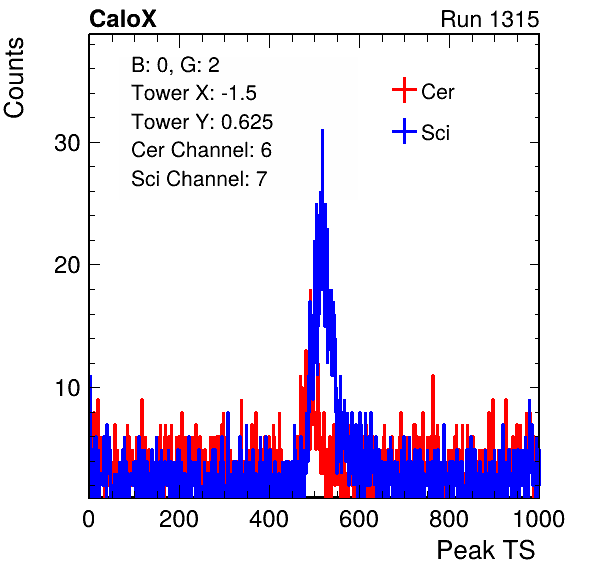 CaloX
Run 1315
Counts
B: 0, G: 2
Tower X: -1.5
Tower Y: 0.625
Cer Channel: 6
Sci Channel: 7
Cer
Sci
30
20
10
0
200
400
600
800
1000
Peak TS